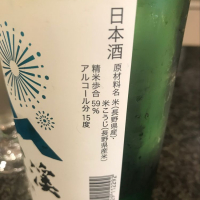 日本酒
原材料名 米(長野県産)・
米こうじ(長野県産米)
精米歩合 59%
アルコール分 15度
渓